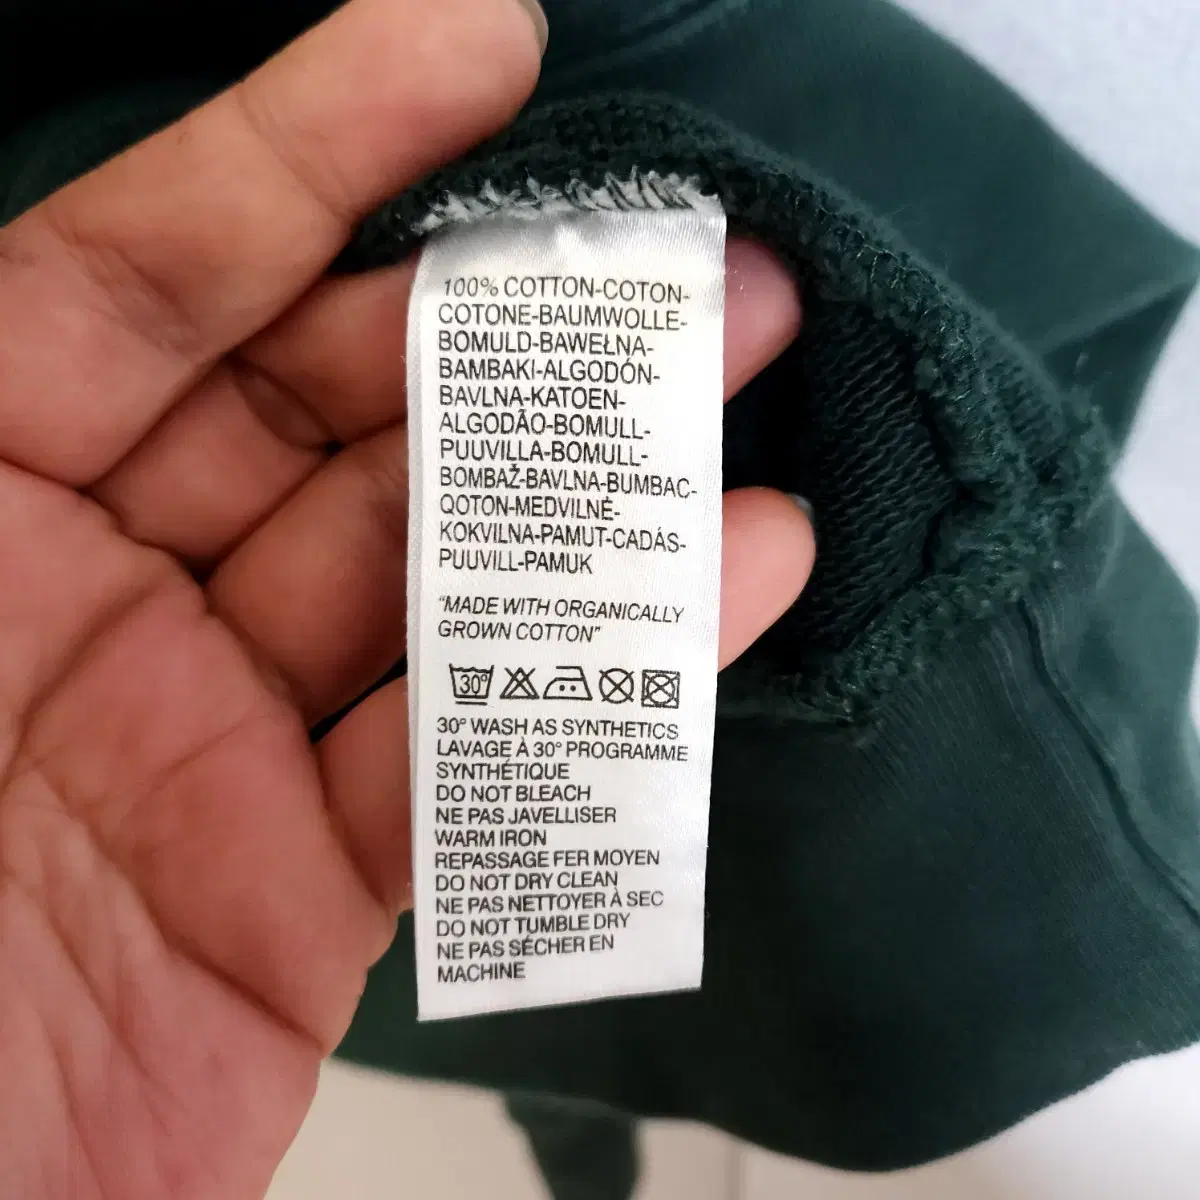 100% COTTON-COTON-
COTONE-BAUMWOLLE-
BOMULD-BAWEŁNA-
BAMBAKI-ALGODÓN-
BAVLNA-KATOEN-
ALGODÃO-BOMULL-
PUUVILLA-BOMULL-
BOMBAŽ-BAVLNA-BUMBAC-
QOTON-MEDVILNĖ-
KOKVILNA-PAMUT-CADÁS-
PUUVILL-PAMUK
"MADE WITH ORGANICALLY
GROWN COTTON"
30°
30° WASH AS SYNTHETICS
LAVAGE À 30° PROGRAMME
SYNTHÉTIQUE
DO NOT BLEACH
NE PAS JAVELLISER
WARM IRON
REPASSAGE FER MOYEN
DO NOT DRY CLEAN
NE PAS NETTOYER À SEC
DO NOT TUMBLE DRY
NE PAS SÉCHER EN
MACHINE